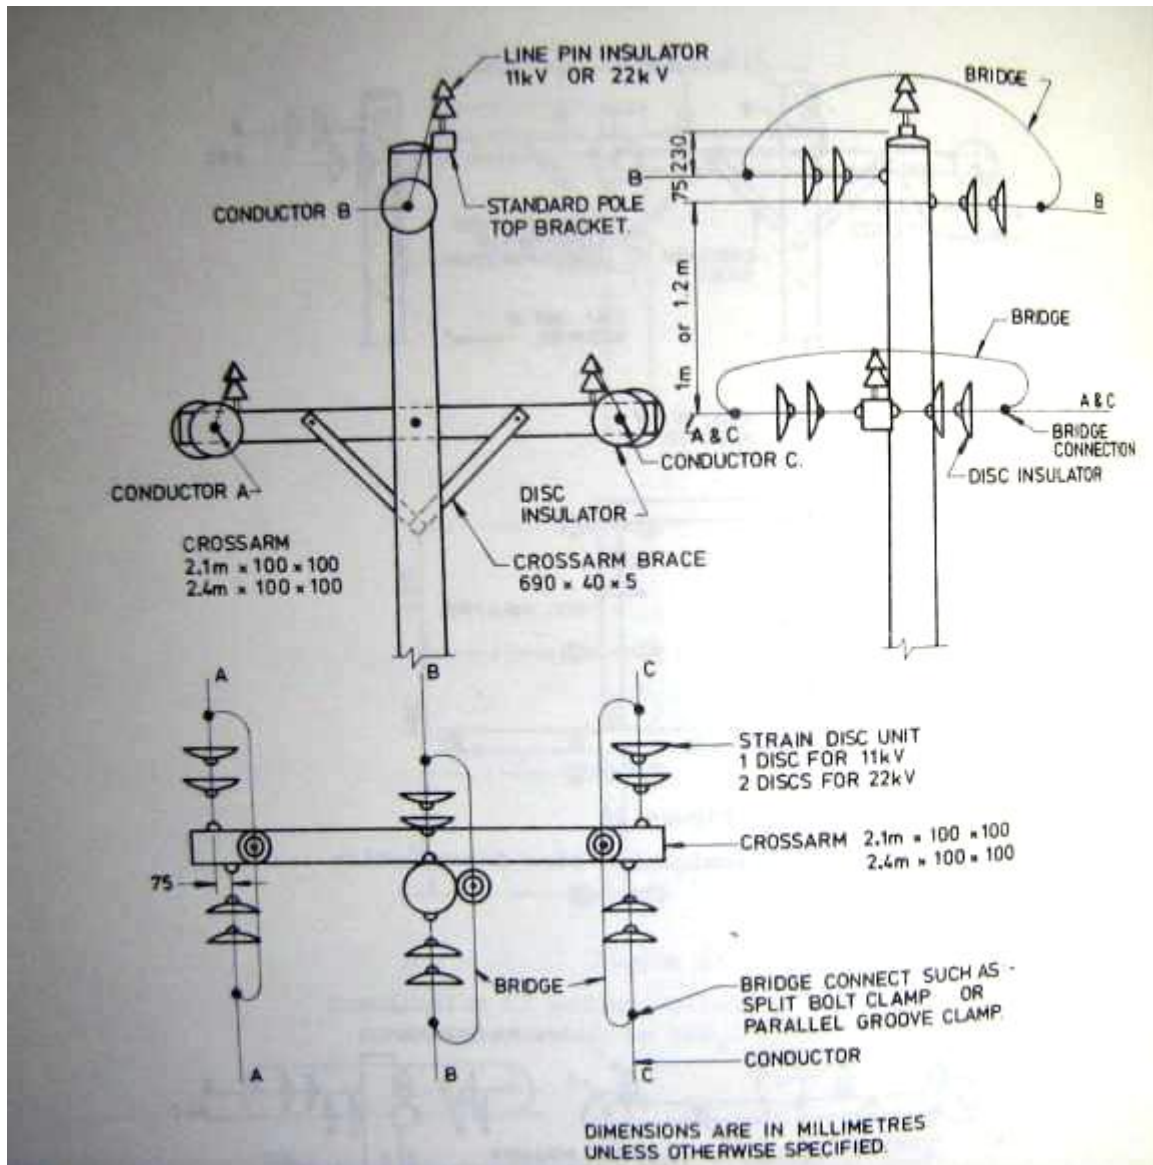 LINE PIN INSULATOR
11kV OR 22kV
BRIDGE
230
75
B
B
CONDUCTOR B
STANDARD POLE
TOP BRACKET.
1m or 1.2m
BRIDGE
A & C
A & C
BRIDGE
CONNECTION
DISC INSULATOR
CONDUCTOR C.
CONDUCTOR A
DISC
INSULATOR
CROSSARM
2.1m × 100 × 100
2.4m × 100 × 100
CROSSARM BRACE
690 × 40 × 5
A
B
C
STRAIN DISC UNIT
1 DISC FOR 11kV
2 DISCS FOR 22kV
CROSSARM 2.1m × 100 × 100
2.4m × 100 × 100
75
BRIDGE
BRIDGE CONNECT SUCH AS -
SPLIT BOLT CLAMP OR
PARALLEL GROOVE CLAMP.
CONDUCTOR
A
B
C
DIMENSIONS ARE IN MILLIMETRES
UNLESS OTHERWISE SPECIFIED.